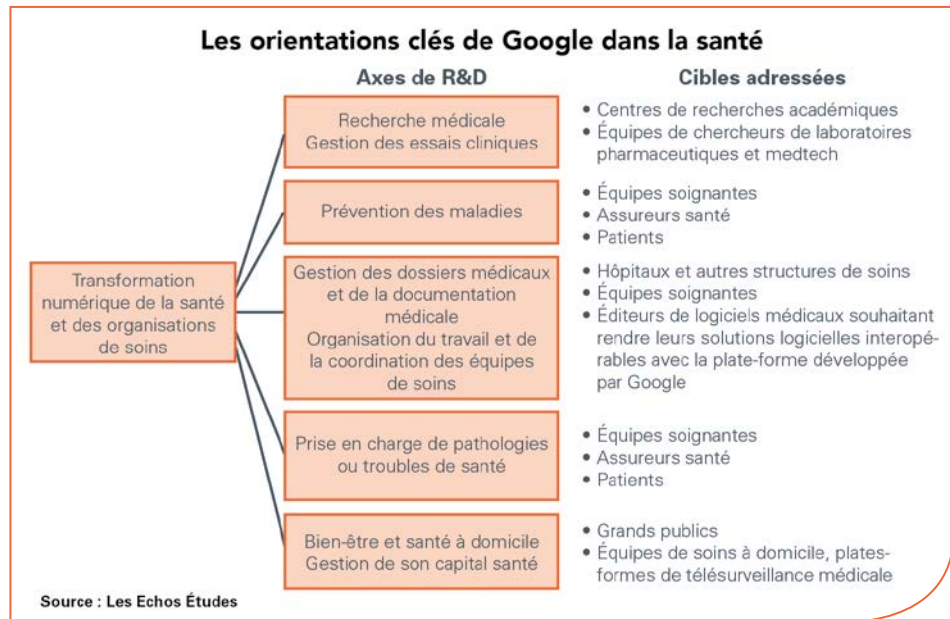 Les orientations clés de Google dans la santé
Axes de R&D
Cibles adressées
Transformation
numérique de la santé
et des organisations
de soins
Recherche médicale
Gestion des essais cliniques
• Centres de recherches académiques
• Équipes de chercheurs de laboratoires
pharmaceutiques et medtech
Prévention des maladies
• Équipes soignantes
• Assureurs santé
• Patients
Gestion des dossiers médicaux
et de la documentation
médicale
Organisation du travail et de
la coordination des équipes
de soins
• Hôpitaux et autres structures de soins
• Équipes soignantes
• Éditeurs de logiciels médicaux souhaitant
rendre leurs solutions logicielles interopé-
rables avec la plate-forme développée
par Google
Prise en charge de pathologies
ou troubles de santé
• Équipes soignantes
• Assureurs santé
• Patients
Bien-être et santé à domicile
Gestion de son capital santé
• Grands publics
• Équipes de soins à domicile, plates-
formes de télésurveillance médicale
Source : Les Echos Études